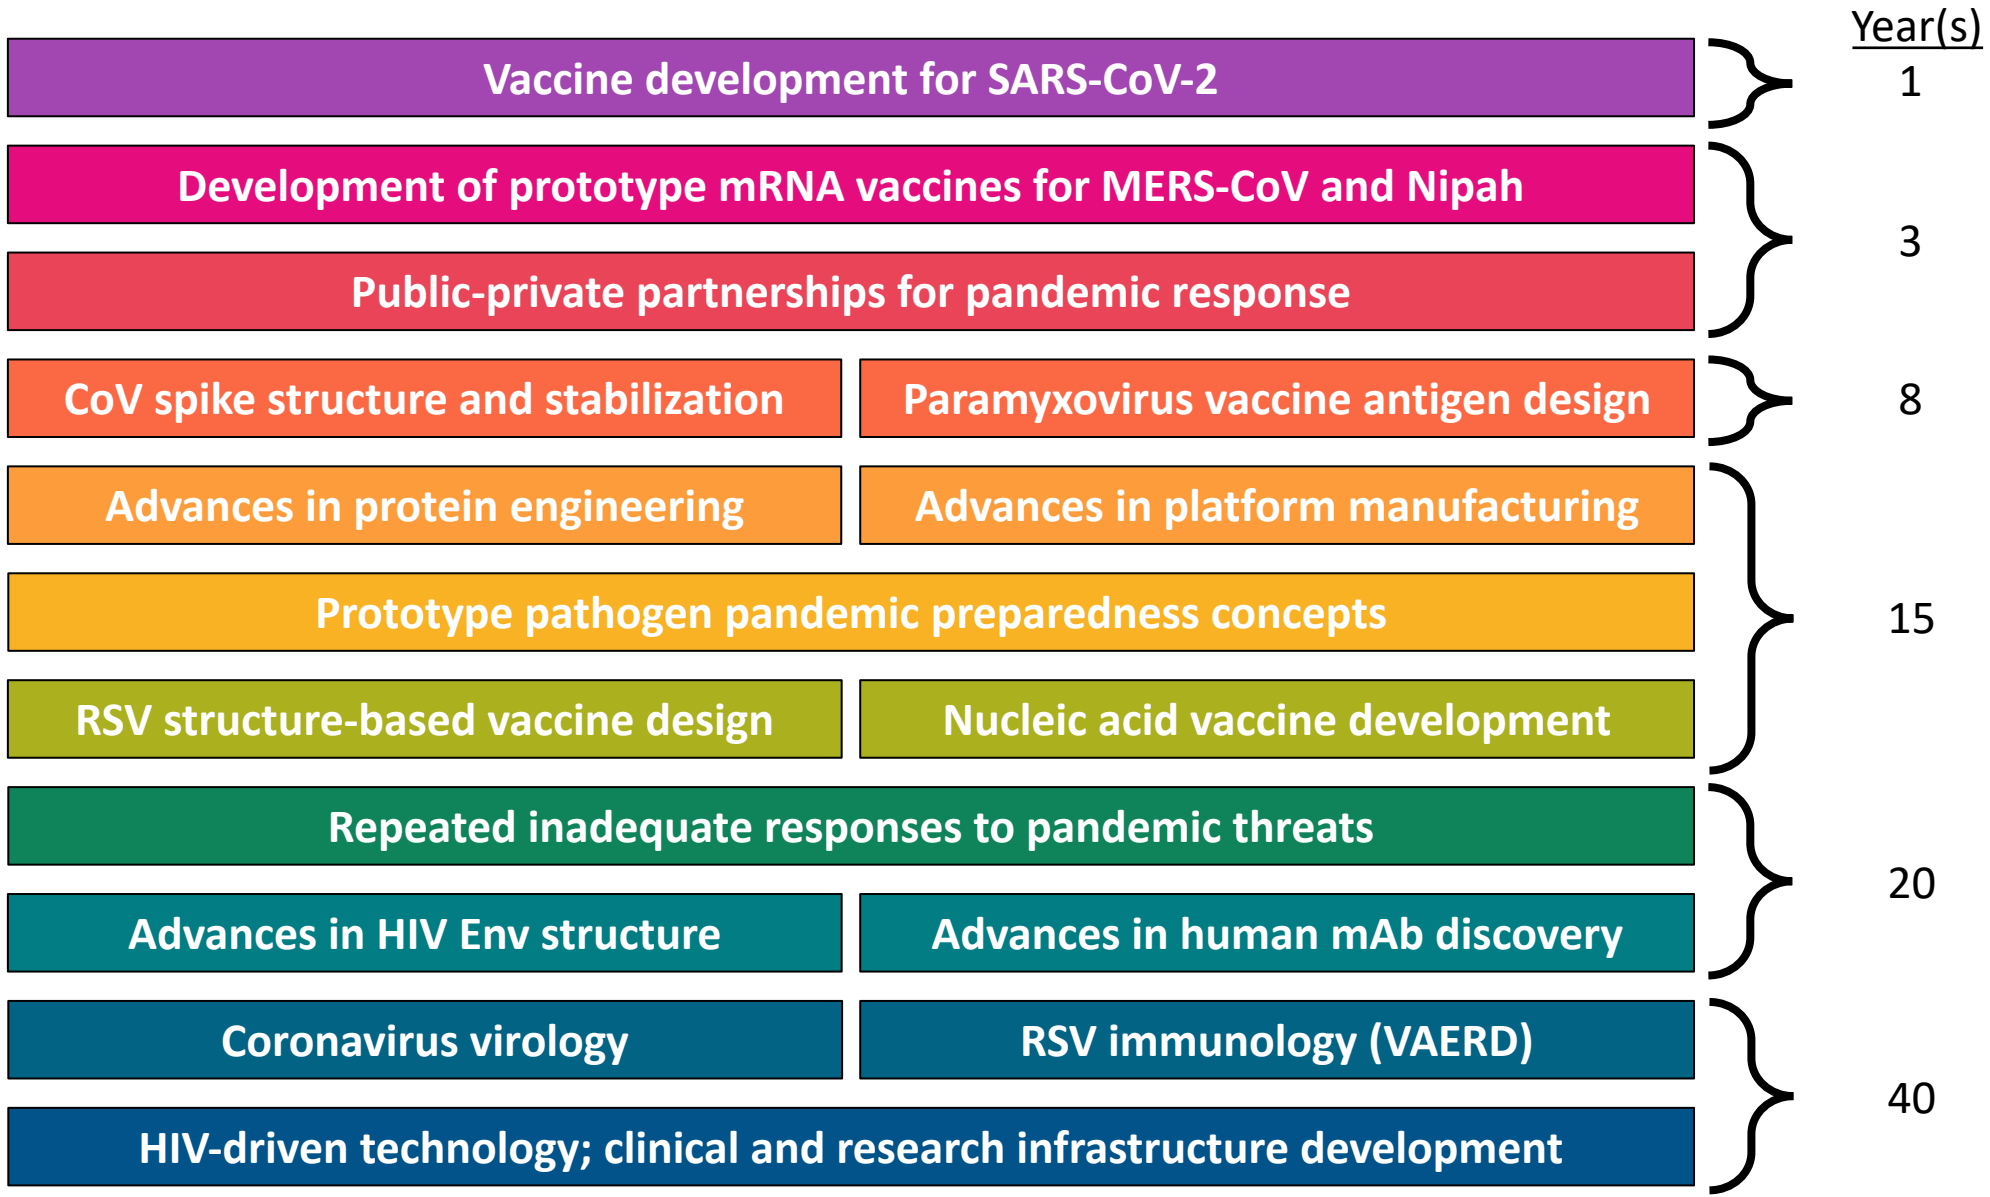 Year(s)
Vaccine development for SARS-CoV-2
1
Development of prototype mRNA vaccines for MERS-CoV and Nipah
3
Public-private partnerships for pandemic response
CoV spike structure and stabilization
Paramyxovirus vaccine antigen design
8
Advances in protein engineering
Advances in platform manufacturing
Prototype pathogen pandemic preparedness concepts
15
RSV structure-based vaccine design
Nucleic acid vaccine development
Repeated inadequate responses to pandemic threats
20
Advances in HIV Env structure
Advances in human mAb discovery
Coronavirus virology
RSV immunology (VAERD)
40
HIV-driven technology; clinical and research infrastructure development